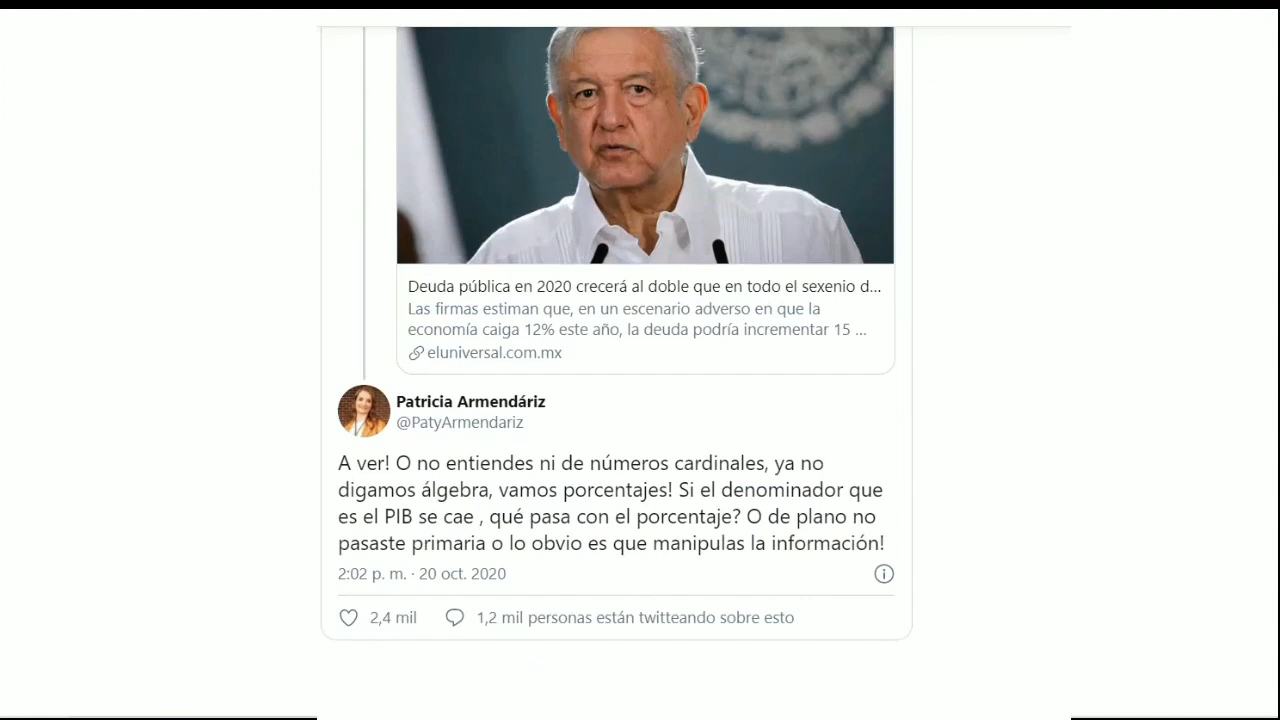 Deuda pública en 2020 crecerá al doble que en todo el sexenio d...
Las firmas estiman que, en un escenario adverso en que la
economía caiga 12% este año, la deuda podría incrementar 15 ...
eluniversal.com.mx
Patricia Armendáriz
@PatyArmendariz
A ver! O no entiendes ni de números cardinales, ya no
digamos álgebra, vamos porcentajes! Si el denominador que
es el PIB se cae , qué pasa con el porcentaje? O de plano no
pasaste primaria o lo obvio es que manipulas la información!
2:02 p. m. · 20 oct. 2020
2,4 mil 1,2 mil personas están twitteando sobre esto